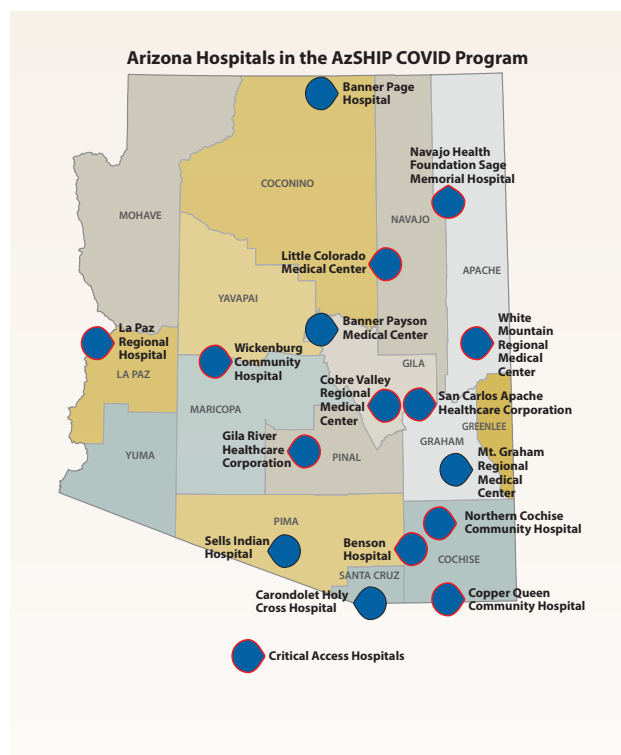 Arizona Hospitals in the AzSHIP COVID Program
Banner Page
Hospital
Navajo Health
Foundation Sage
Memorial Hospital
COCONINO
MOHAVE
NAVAJO
Little Colorado
Medical Center
APACHE
YAVAPAI
Banner Payson
Medical Center
White
Mountain
Regional
Medical
Center
La Paz
Regional
Hospital
Wickenburg
Community
Hospital
GILA
LA PAZ
Cobre Valley
Regional
Medical
Center
San Carlos Apache
Healthcare Corporation
MARICOPA
GREENLEE
Gila River
Healthcare
Corporation
GRAHAM
YUMA
PINAL
Mt. Graham
Regional
Medical
Center
PIMA
Northern Cochise
Community Hospital
Sells Indian
Hospital
Benson
Hospital
COCHISE
SANTA CRUZ
Carondolet Holy
Cross Hospital
Copper Queen
Community Hospital
Critical Access Hospitals